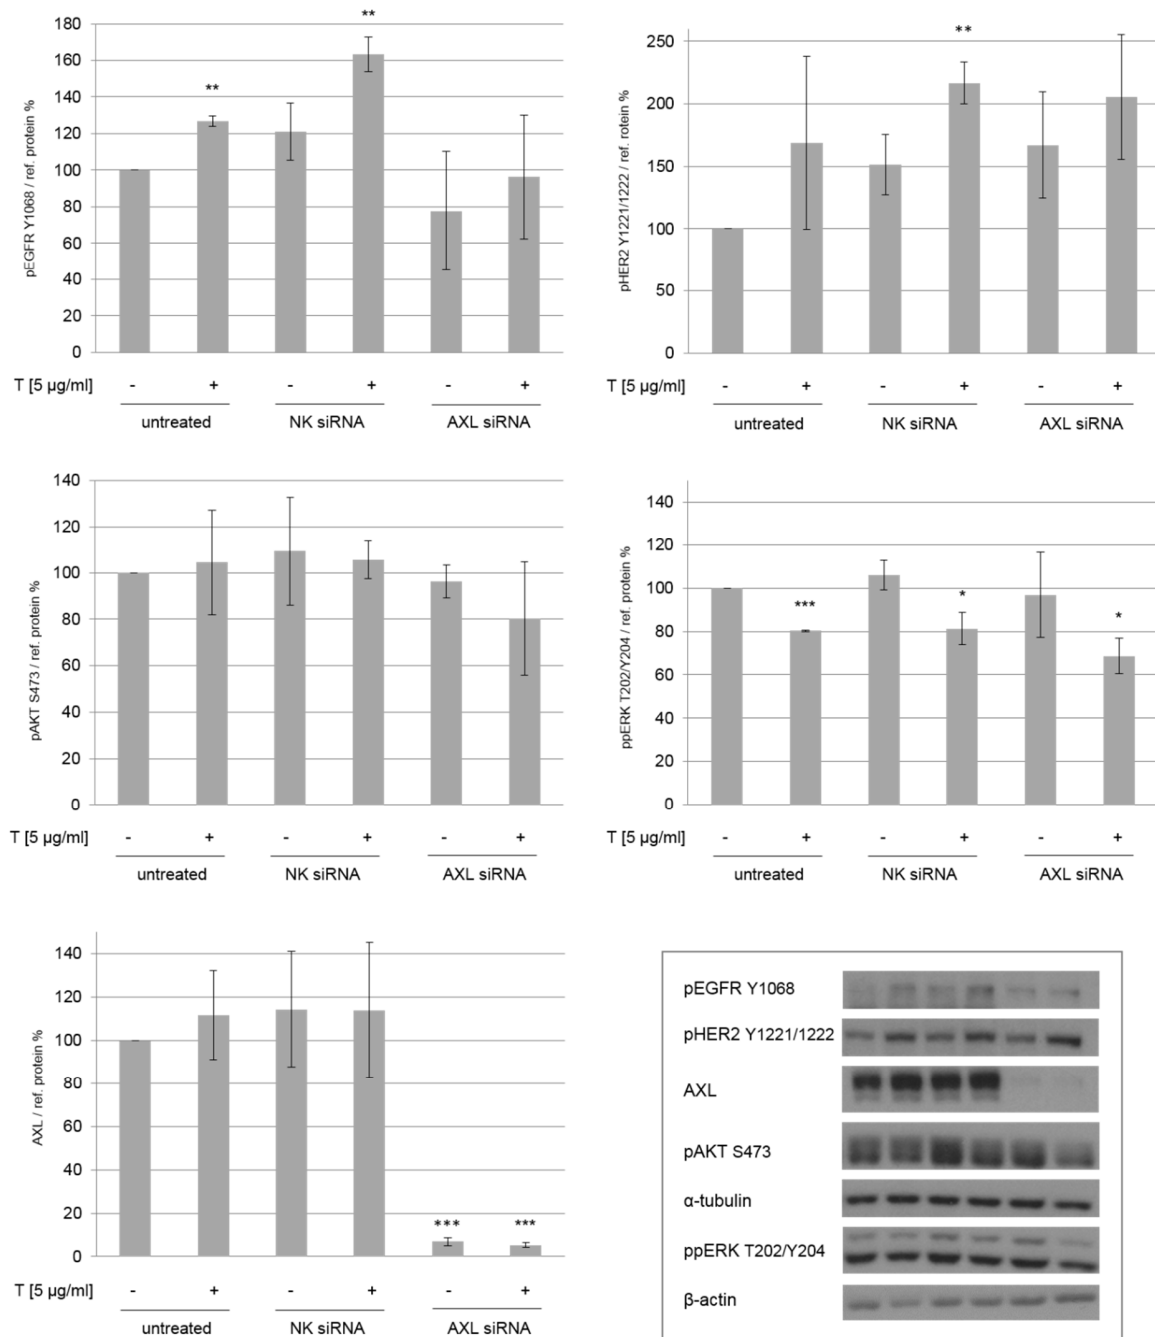 pEGFR Y1068 / ref. protein %
180
160
140
120
100
80
60
40
20
0
** **
T [5 µg/ml] - + - + - +
untreated NK siRNA AXL siRNA
pHER2 Y1221/1222 / ref. rotein %
250
200
150
100
50
0
**
T [5 µg/ml] - + - + - +
untreated NK siRNA AXL siRNA
pAKT S473 / ref. protein %
140
120
100
80
60
40
20
0
T [5 µg/ml] - + - + - +
untreated NK siRNA AXL siRNA
ppERK T202/Y204 / ref. protein %
140
120
100
80
60
40
20
0
*** * *
T [5 µg/ml] - + - + - +
untreated NK siRNA AXL siRNA
AXL / ref. protein %
140
120
100
80
60
40
20
0
*** ***
T [5 µg/ml] - + - + - +
untreated NK siRNA AXL siRNA
pEGFR Y1068
pHER2 Y1221/1222
AXL
pAKT S473
α-tubulin
ppERK T202/Y204
β-actin